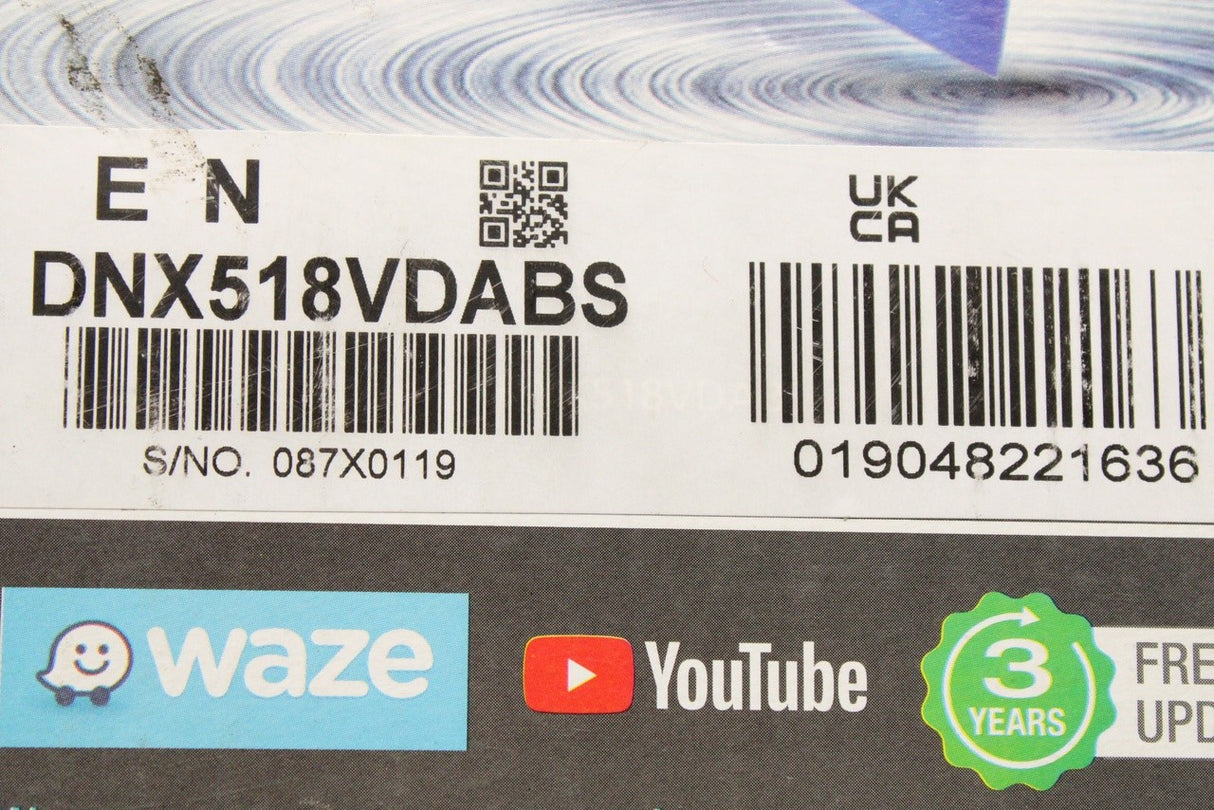 E N
UK
CA
DNX518VDABS
S/NO. 087X0119
019048221636
waze
YouTube
3
YEARS
FRE
UPD